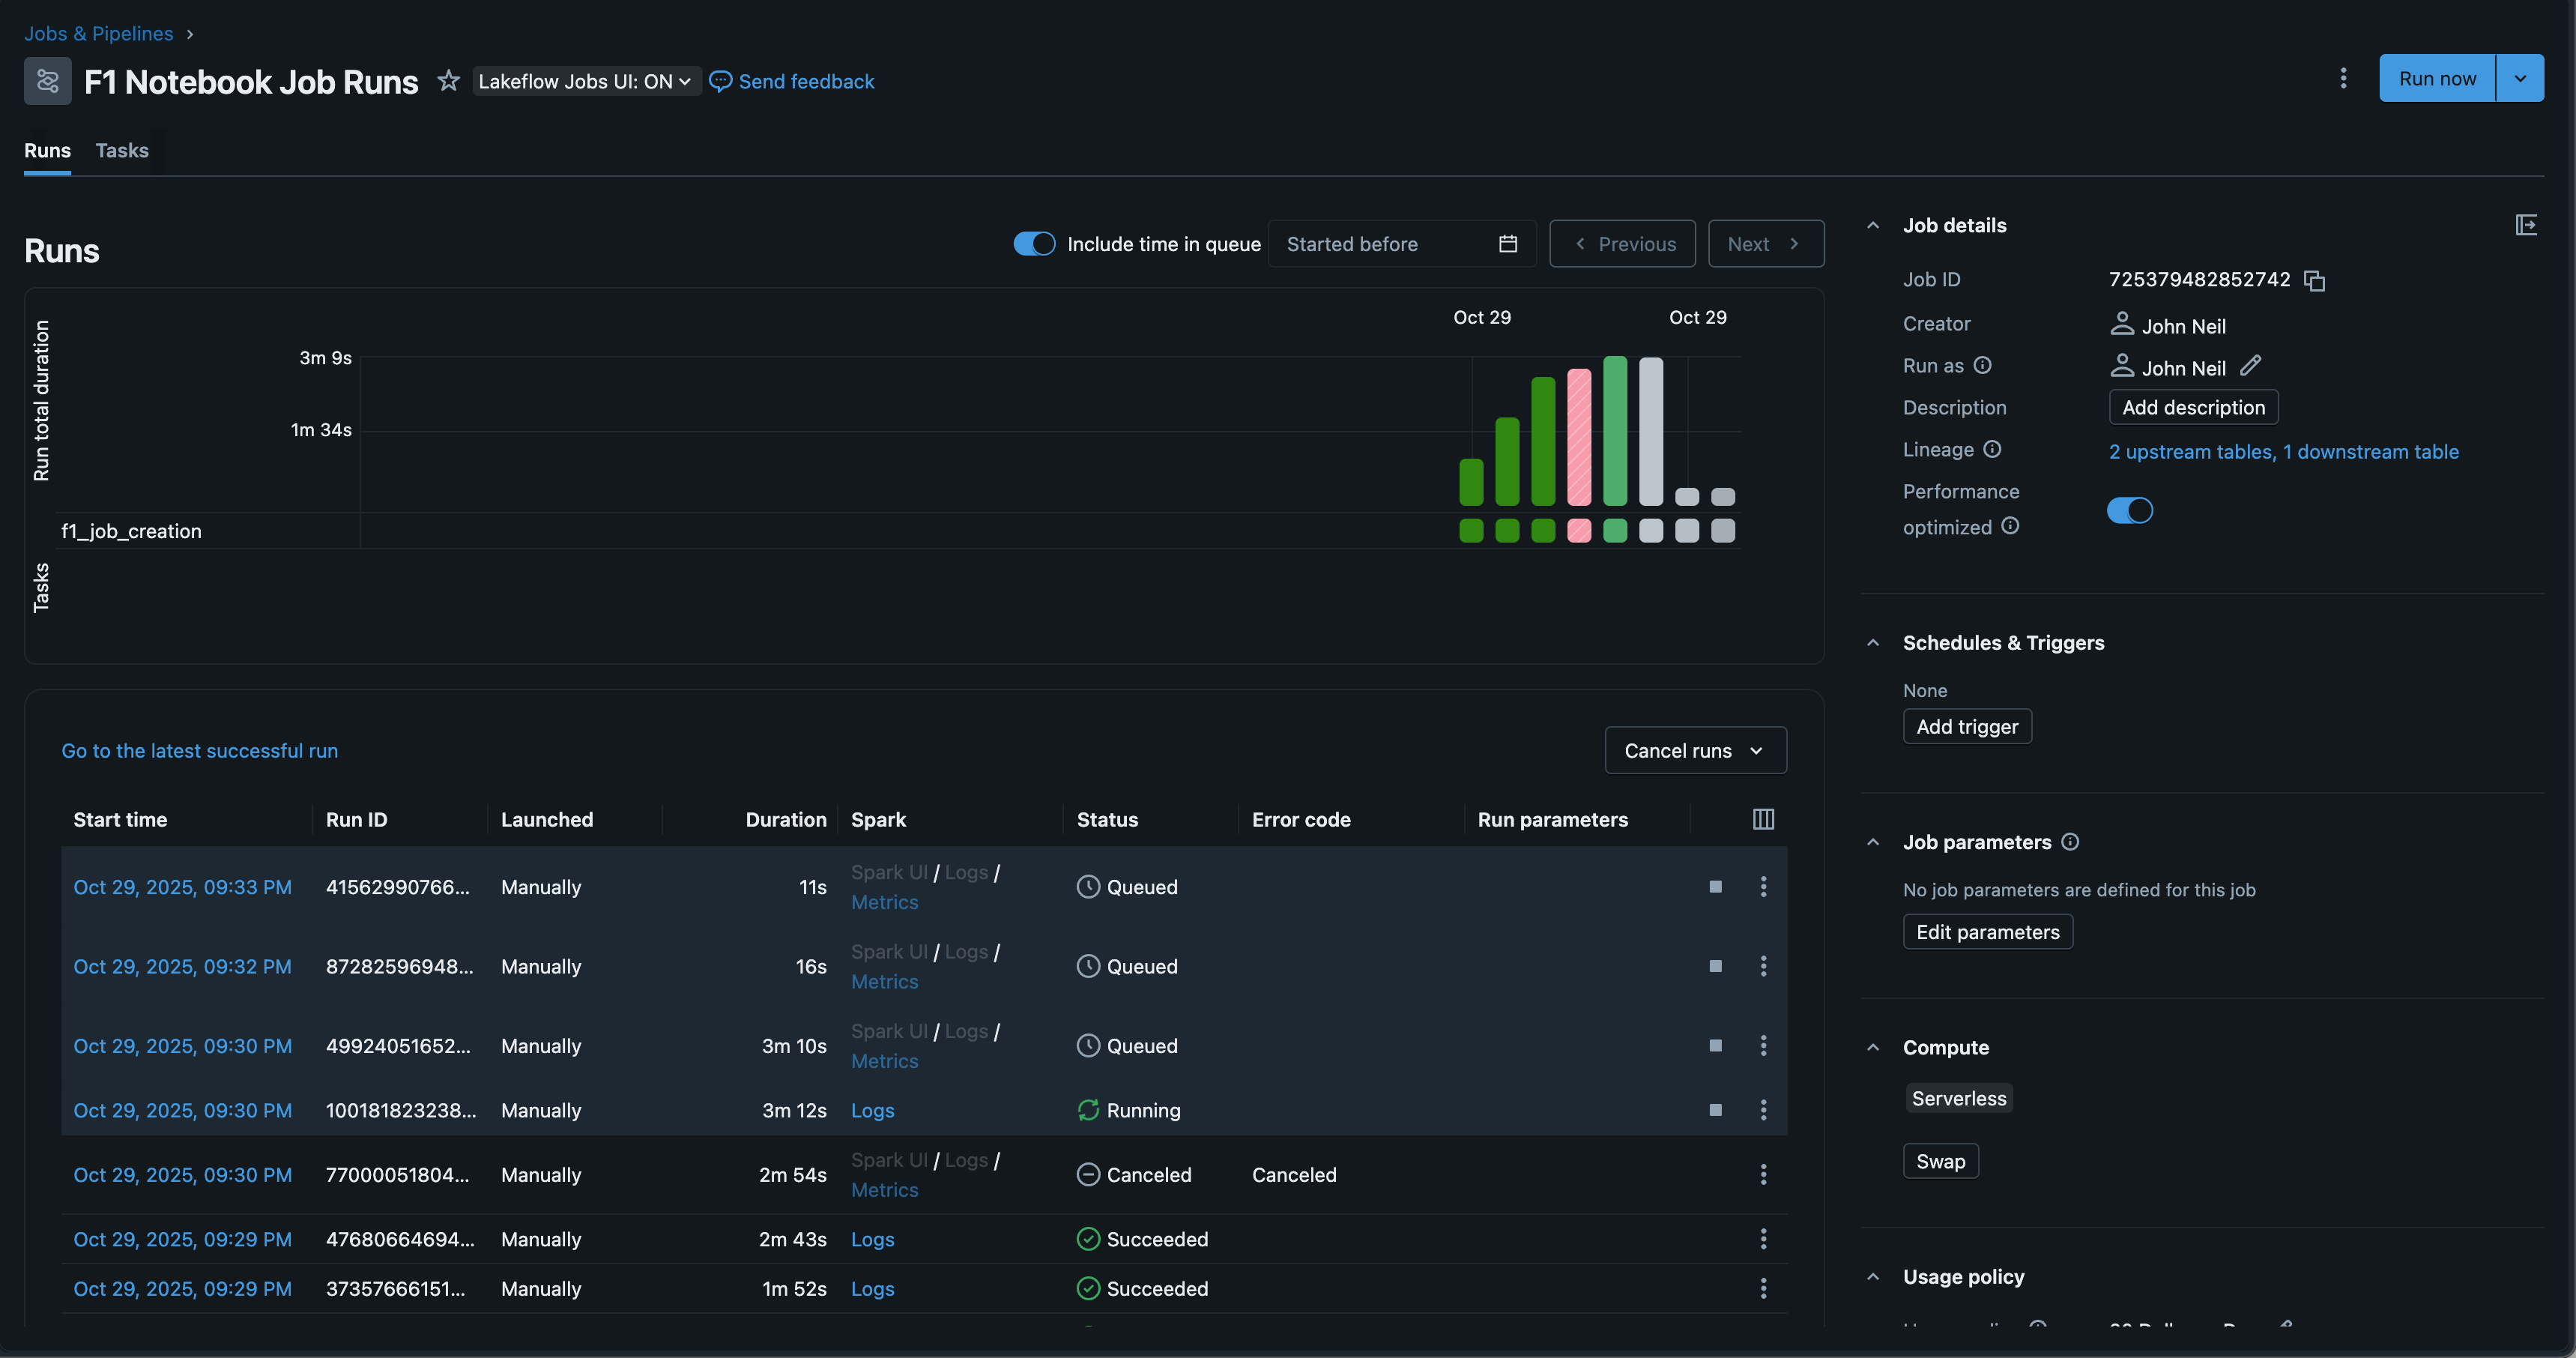 Jobs & Pipelines
F1 Notebook Job Runs
Lakeflow Jobs UI: ON
Send feedback
Run now
Runs
Tasks
Runs
Include time in queue
Started before
Previous
Next
Run total duration
Oct 29
Oct 29
3m 9s
1m 34s
f1_job_creation
Tasks
Go to the latest successful run
Cancel runs
Start time Run ID Launched Duration Spark Status Error code Run parameters
Oct 29, 2025, 09:33 PM 41562990766... Manually 11s Spark UI / Logs / Metrics Queued
Oct 29, 2025, 09:32 PM 87282596948... Manually 16s Spark UI / Logs / Metrics Queued
Oct 29, 2025, 09:30 PM 49924051652... Manually 3m 10s Spark UI / Logs / Metrics Queued
Oct 29, 2025, 09:30 PM 100181823238... Manually 3m 12s Logs Running
Oct 29, 2025, 09:30 PM 77000051804... Manually 2m 54s Spark UI / Logs / Metrics Canceled Canceled
Oct 29, 2025, 09:29 PM 47680664694... Manually 2m 43s Logs Succeeded
Oct 29, 2025, 09:29 PM 37357666151... Manually 1m 52s Logs Succeeded
Job details
Job ID 725379482852742
Creator John Neil
Run as John Neil
Description Add description
Lineage 2 upstream tables, 1 downstream table
Performance
optimized
Schedules & Triggers
None
Add trigger
Job parameters
No job parameters are defined for this job
Edit parameters
Compute
Serverless
Swap
Usage policy